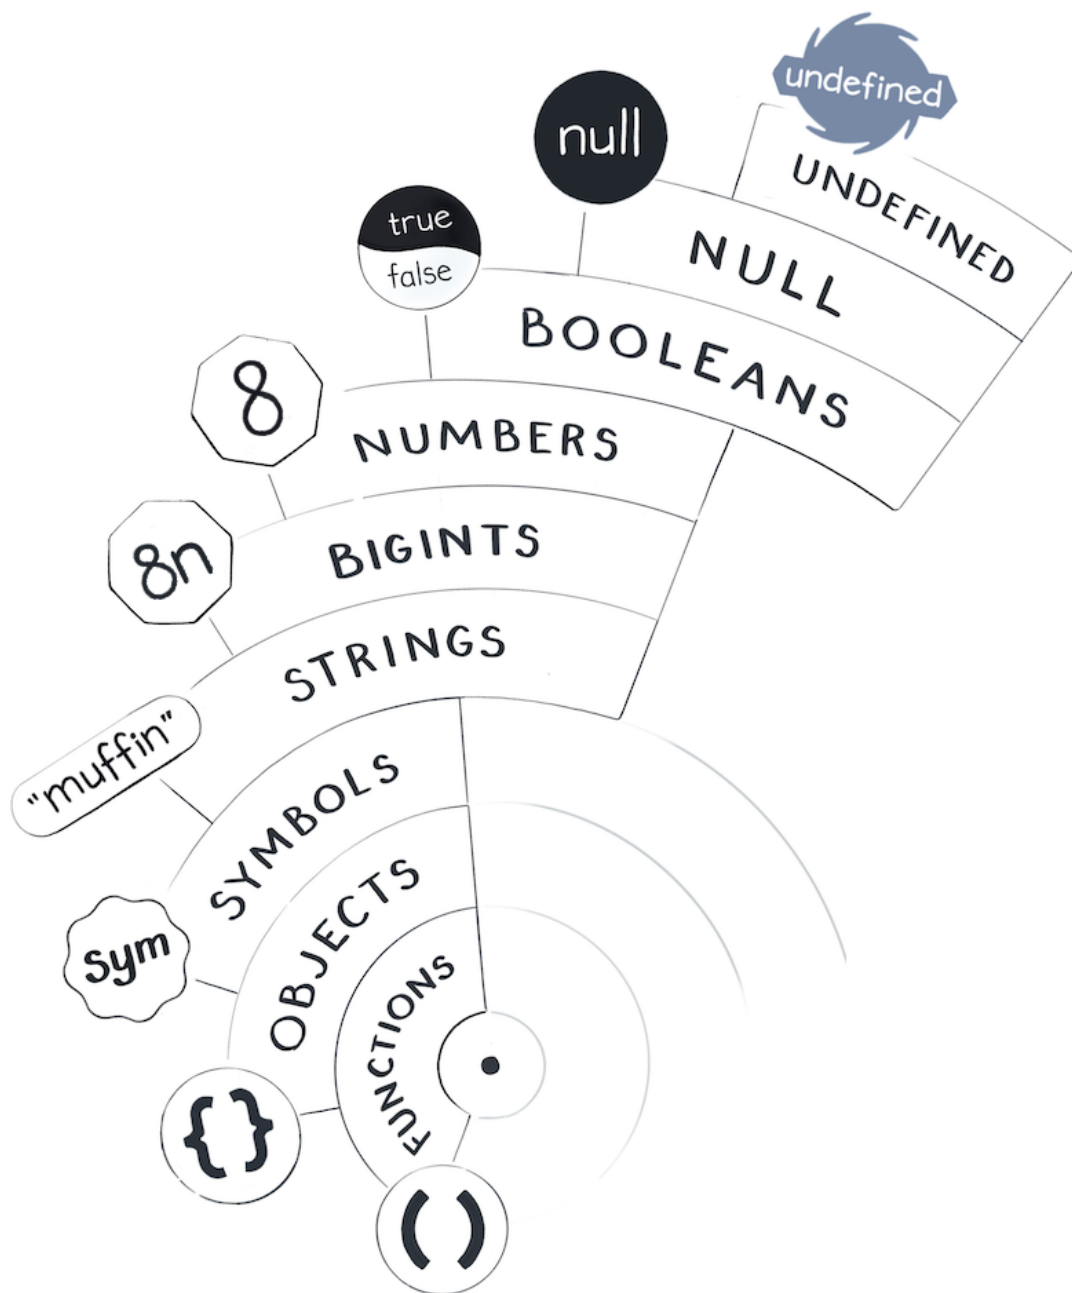 undefined
UNDEFINED
null
NULL
true
false
BOOLEANS
8
NUMBERS
8n
BIGINTS
"muffin"
STRINGS
sym
SYMBOLS
{ }
OBJECTS
( )
FUNCTIONS